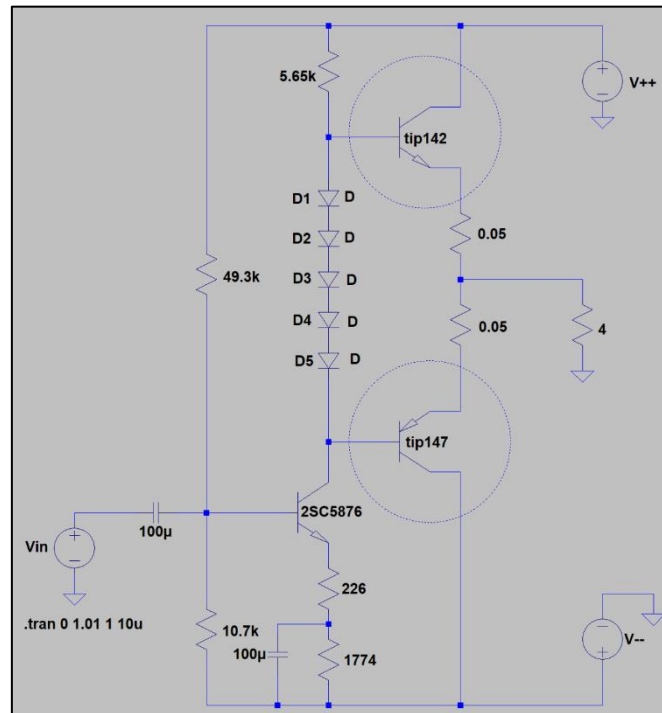 5.65k
V++
tip142
D1 D
D2 D
0.05
49.3k
D3 D
D4 D
0.05
4
D5 D
tip147
2SC5876
100µ
Vin
226
.tran 0 1.01 1 10u
10.7k
100µ
1774
V--